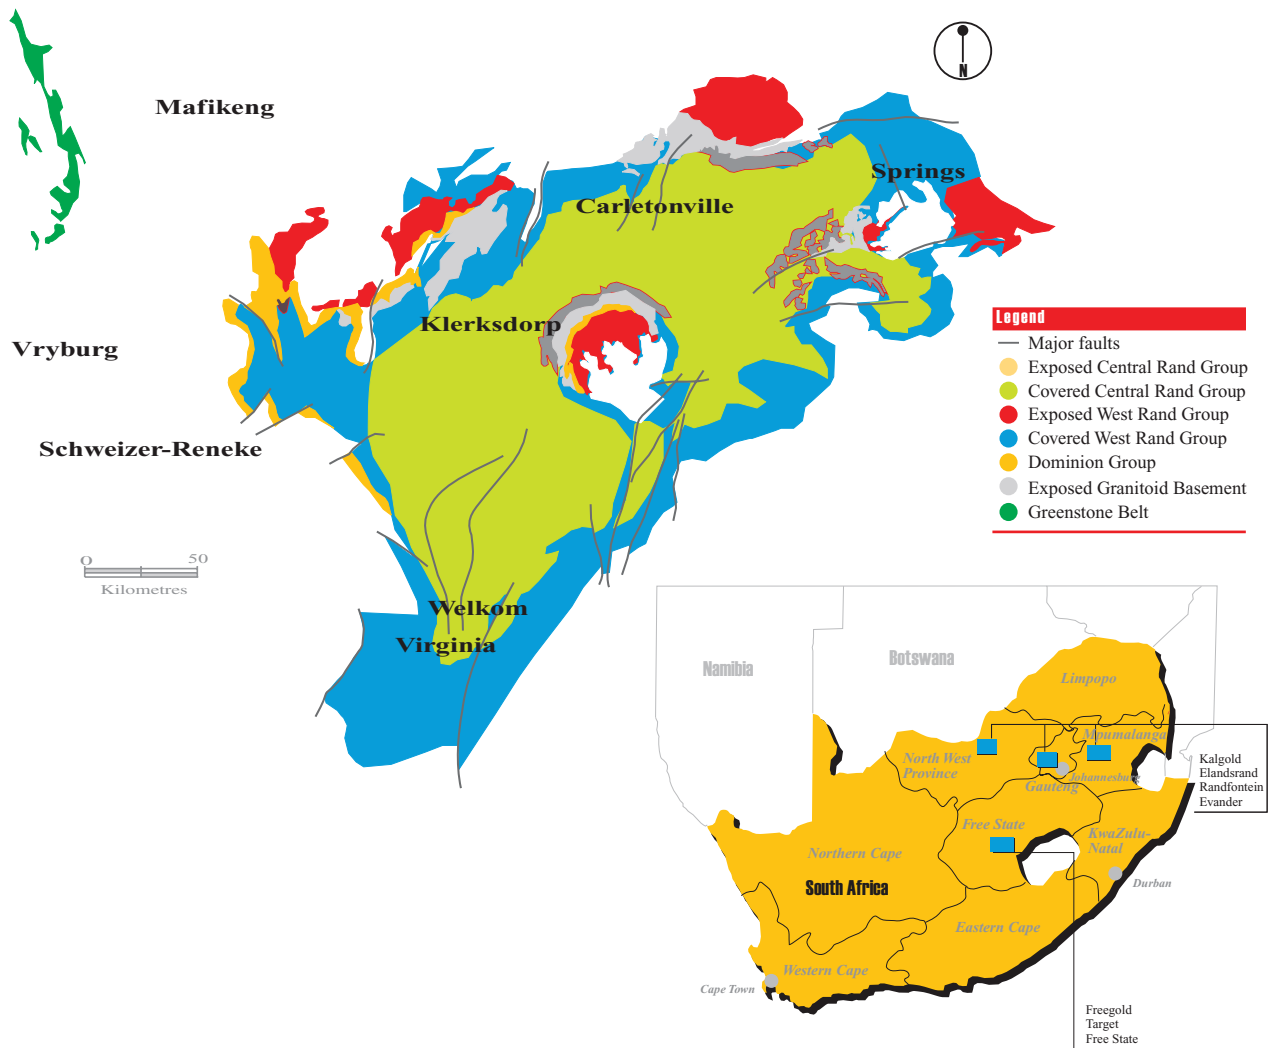 N
Mafikeng
Springs
Carletonville
Klerksdorp
Vryburg
Schweizer-Reneke
Welkom
Virginia
0 50
Kilometres
Legend
Major faults
Exposed Central Rand Group
Covered Central Rand Group
Exposed West Rand Group
Covered West Rand Group
Dominion Group
Exposed Granitoid Basement
Greenstone Belt
Namibia
Botswana
Limpopo
Mpumalanga
North West
Province
Johannesburg
Gauteng
Kalgold
Elandsrand
Randfontein
Evander
Free State
KwaZulu-
Natal
Northern Cape
South Africa
Durban
Eastern Cape
Western Cape
Cape Town
Freegold
Target
Free State